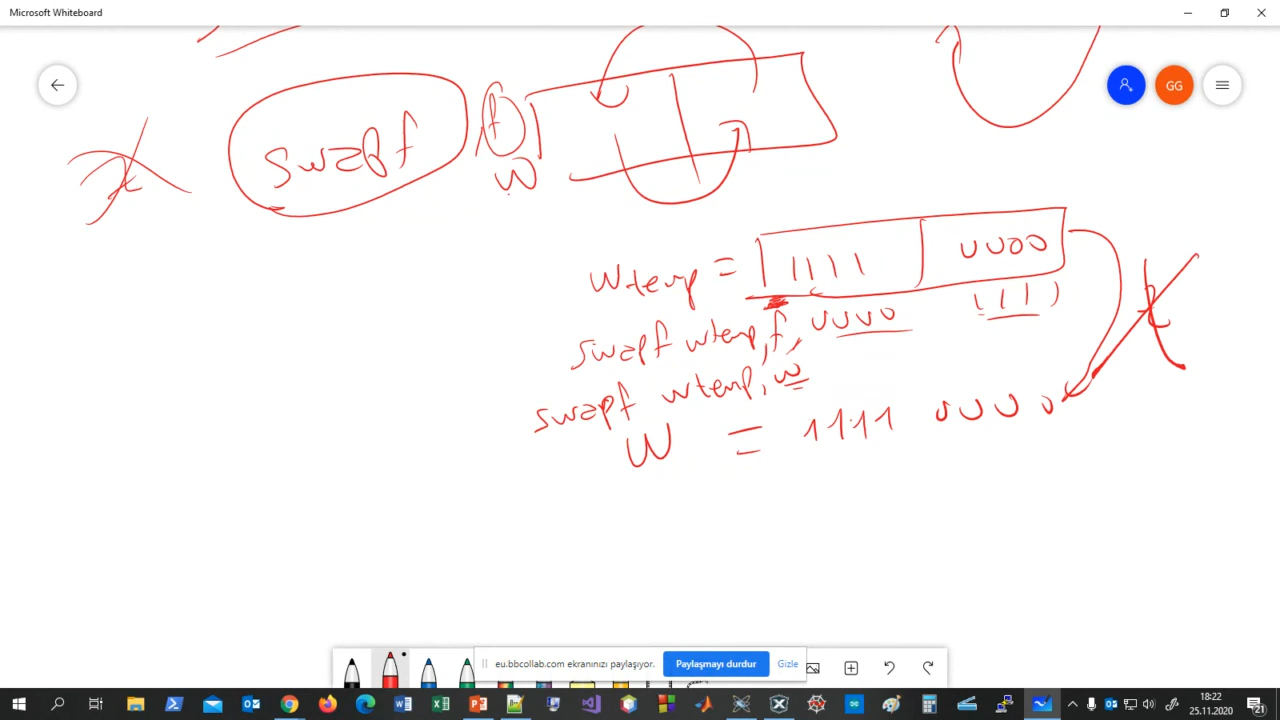 Microsoft Whiteboard
GG
swapf f
w
wtemp = 1111 0000
swapf wtemp,f, 0000 1111
swapf wtemp, w
W = 1111 0000
eu.bbcollab.com ekranınızı paylaşıyor. Paylaşmayı durdur Gizle
18:22
25.11.2020
21